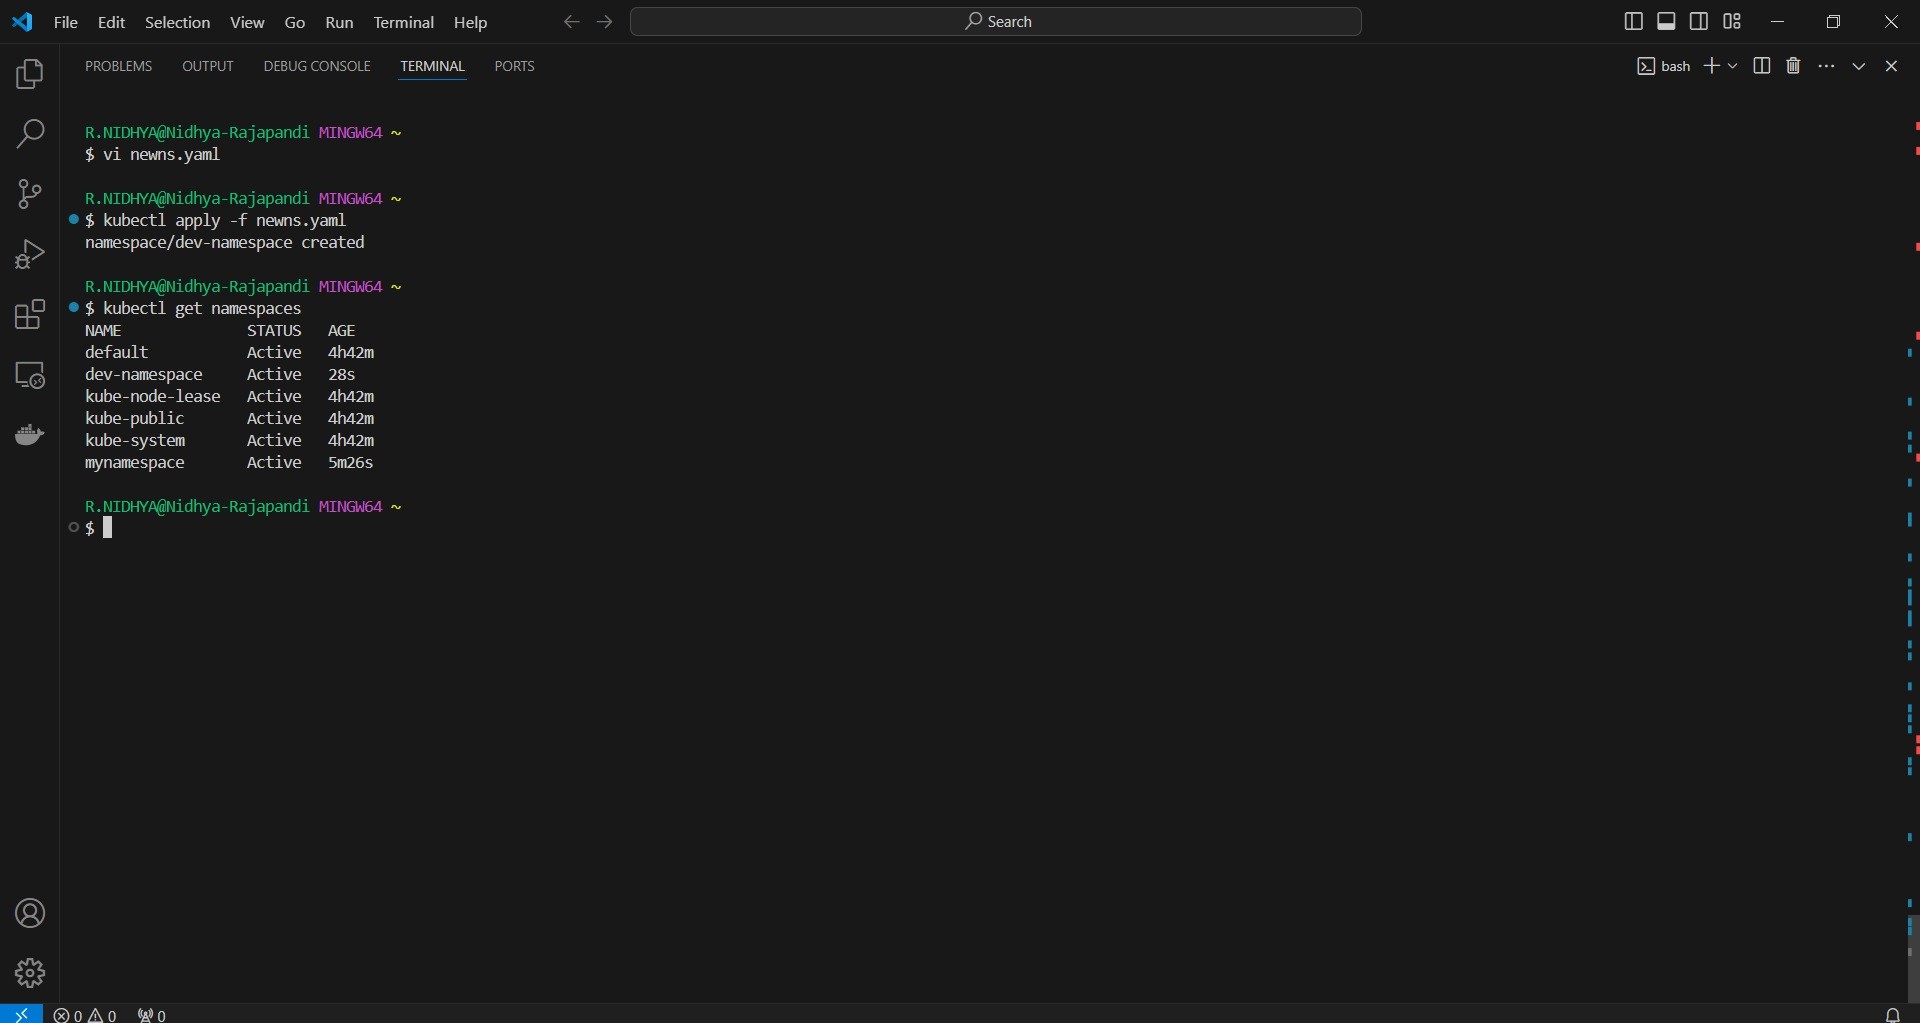 File Edit Selection View Go Run Terminal Help Search
PROBLEMS OUTPUT DEBUG CONSOLE TERMINAL PORTS bash
R.NIDHYA@Nidhya-Rajapandi MINGW64 ~
$ vi newns.yaml
R.NIDHYA@Nidhya-Rajapandi MINGW64 ~
$ kubectl apply -f newns.yaml
namespace/dev-namespace created
R.NIDHYA@Nidhya-Rajapandi MINGW64 ~
$ kubectl get namespaces
NAME STATUS AGE
default Active 4h42m
dev-namespace Active 28s
kube-node-lease Active 4h42m
kube-public Active 4h42m
kube-system Active 4h42m
mynamespace Active 5m26s
R.NIDHYA@Nidhya-Rajapandi MINGW64 ~
$
0 0 0